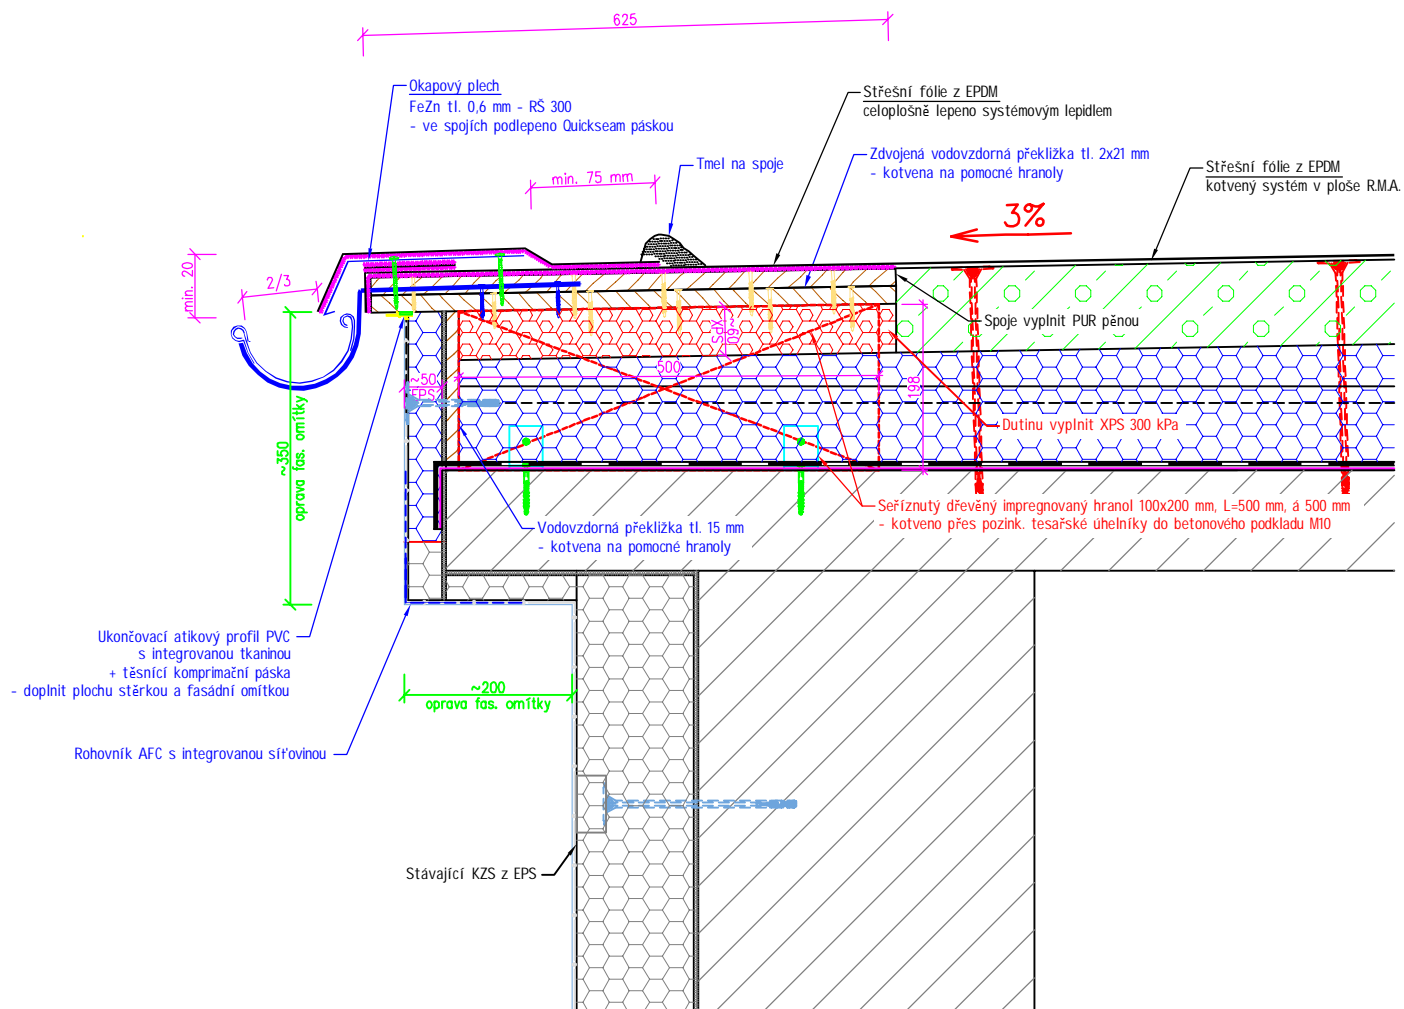 625
Okapový plech
FeZn tl. 0,6 mm - RŠ 300
- ve spojích podlepeno Quickseam páskou
Střešní fólie z EPDM
celoplošně lepeno systémovým lepidlem
Tmel na spoje
Zdvojená vodovzdorná překližka tl. 2x21 mm
- kotvena na pomocné hranoly
Střešní fólie z EPDM
kotvený systém v ploše R.M.A.
min. 75 mm
3%
min. 20
2/3
Spoje vyplnit PUR pěnou
XPS
~60
500
~50
EPS
198
Dutinu vyplnit XPS 300 kPa
~350
oprava fas. omítky
Seříznutý dřevěný impregnovaný hranol 100x200 mm, L=500 mm, á 500 mm
- kotveno přes pozink. tesařské úhelníky do betonového podkladu M10
Vodovzdorná překližka tl. 15 mm
- kotvena na pomocné hranoly
Ukončovací atikový profil PVC
s integrovanou tkaninou
+ těsnící komprimační páska
- doplnit plochu stěrkou a fasádní omítkou
~200
oprava fas. omítky
Rohovník AFC s integrovanou síťovinou
Stávající KZS z EPS